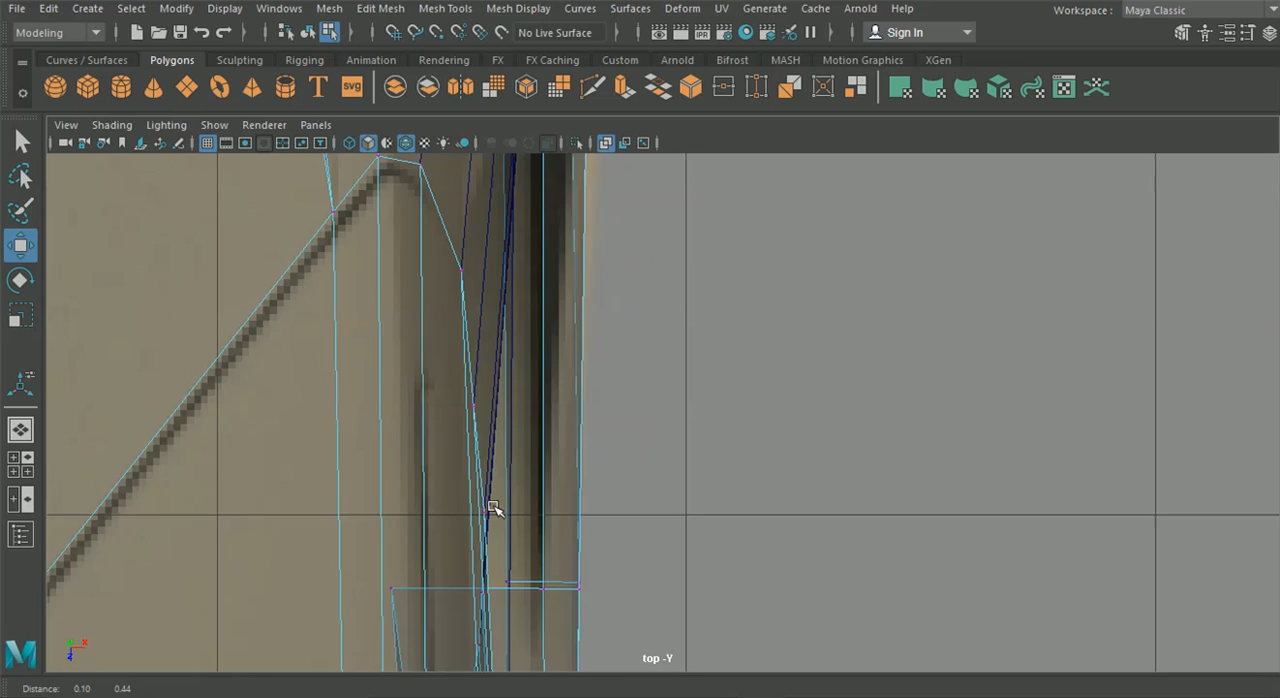 File Edit Create Select Modify Display Windows Mesh Edit Mesh Mesh Tools Mesh Display Curves Surfaces Deform UV Generate Cache Arnold Help Workspace : Maya Classic
Modeling No Live Surface Sign In
Curves / Surfaces Polygons Sculpting Rigging Animation Rendering FX FX Caching Custom Arnold Bifrost MASH Motion Graphics XGen
T SVG IPR
View Shading Lighting Show Renderer Panels
top -Y
Distance: 0.10 0.44